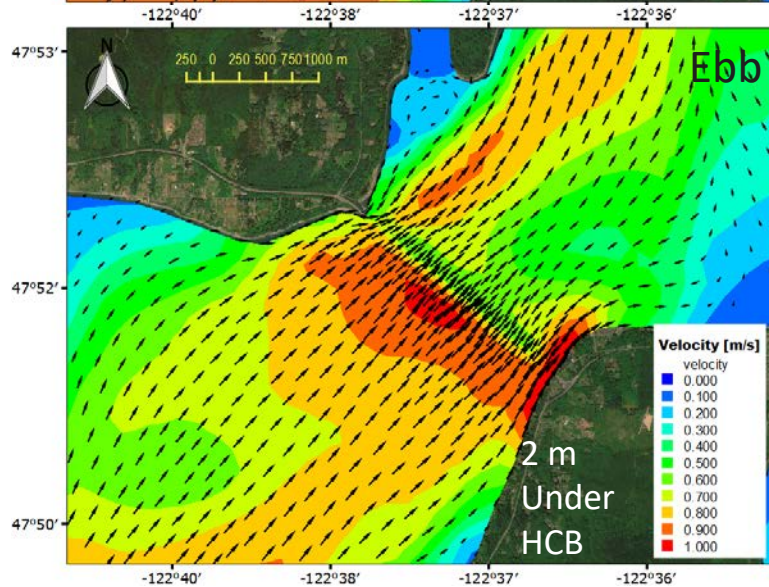 -122°40'
-122°38'
-122°37'
-122°36'
47°53'
N
250 0 250 500 750 1000 m
Ebb
47°52'
Velocity [m/s]
velocity
0.000
0.100
0.200
0.300
0.400
0.500
0.600
0.700
0.800
0.900
1.000
2 m
Under
HCB
47°50'
-122°40'
-122°38'
-122°37'
-122°36'